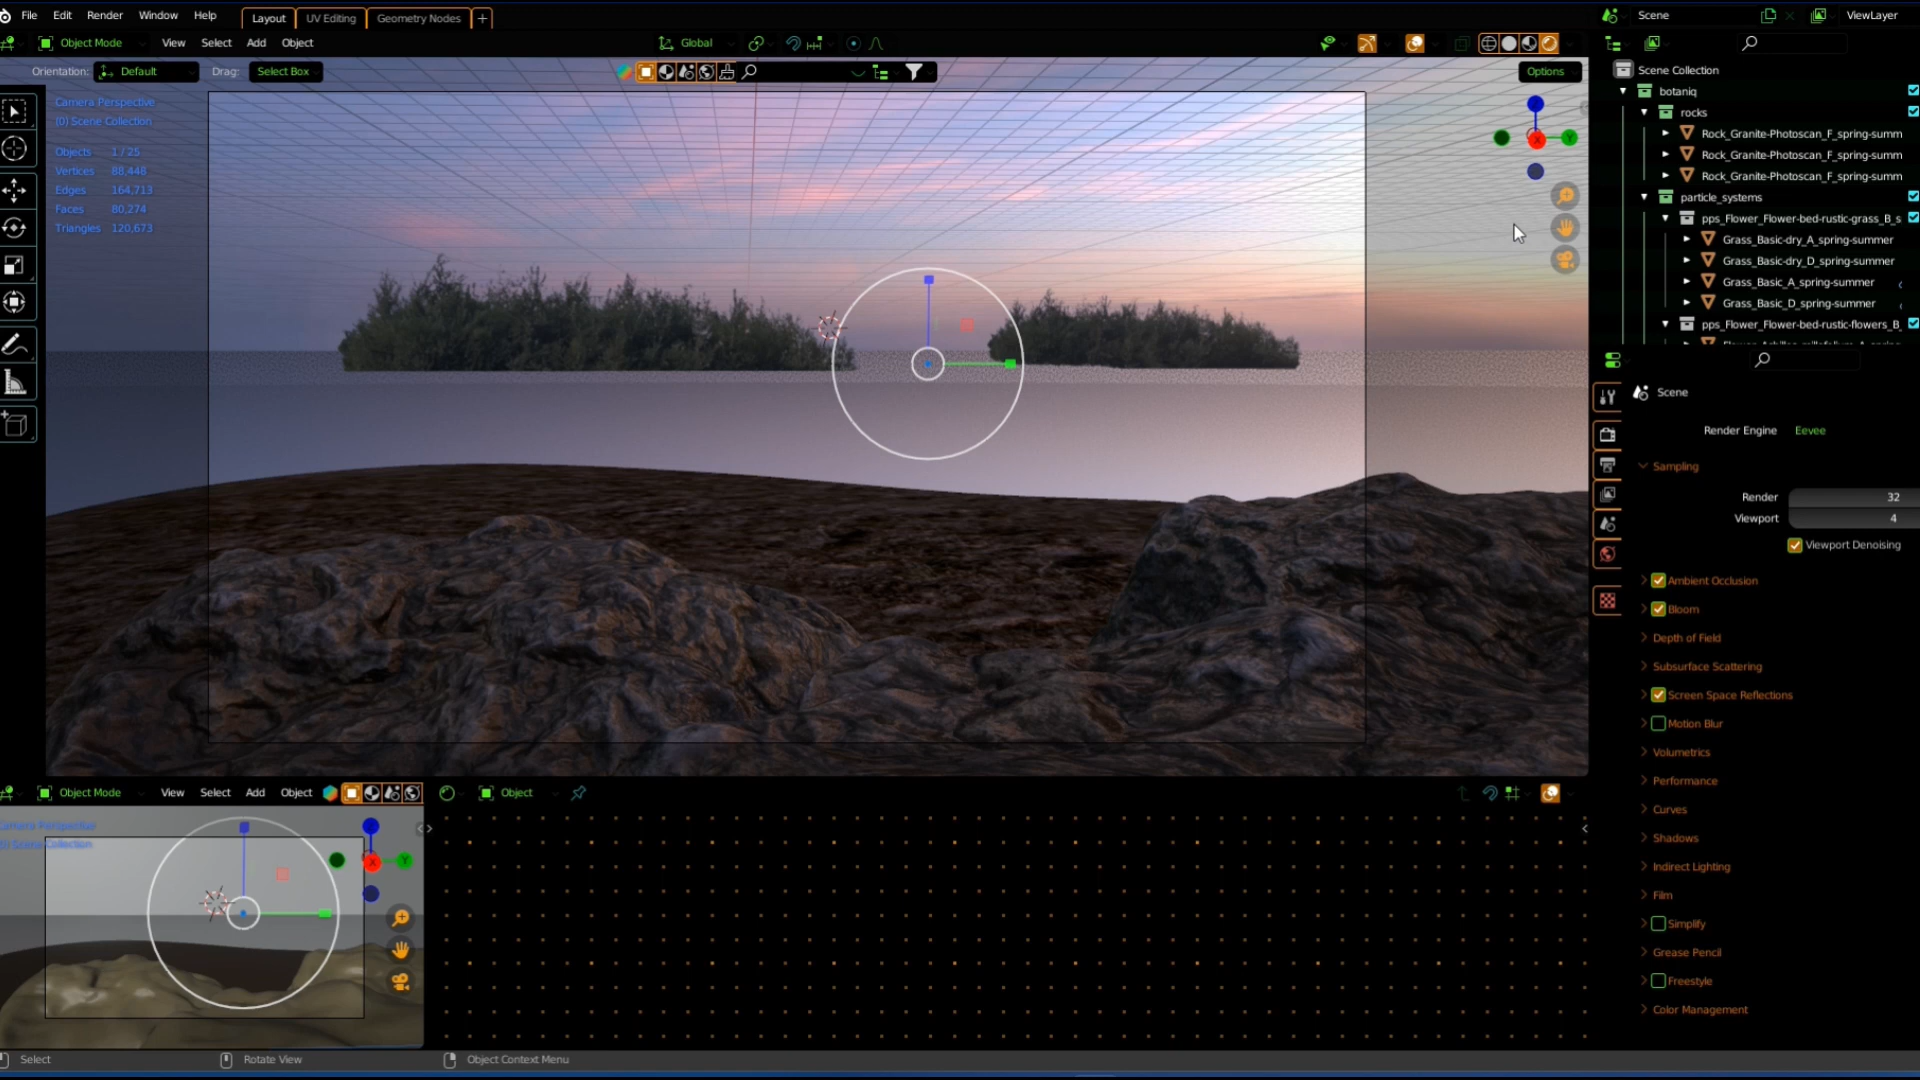 File Edit Render Window Help Layout UV Editing Geometry Nodes + Scene ViewLayer
Object Mode View Select Add Object Global
Orientation: Default Drag: Select Box Options
Camera Perspective
(0) Scene Collection
Objects 1 / 25
Vertices 88,448
Edges 164,713
Faces 80,274
Triangles 120,673
Z
Y
X
Scene Collection
botaniq
rocks
Rock_Granite-Photoscan_F_spring-summ
Rock_Granite-Photoscan_F_spring-summ
Rock_Granite-Photoscan_F_spring-summ
particle_systems
pps_Flower_Flower-bed-rustic-grass_B_s
Grass_Basic-dry_A_spring-summer
Grass_Basic-dry_D_spring-summer
Grass_Basic_A_spring-summer
Grass_Basic_D_spring-summer
pps_Flower_Flower-bed-rustic-flowers_B_
Scene
Render Engine Eevee
Sampling
Render 32
Viewport 4
Viewport Denoising
Ambient Occlusion
Bloom
Depth of Field
Subsurface Scattering
Screen Space Reflections
Motion Blur
Volumetrics
Performance
Curves
Shadows
Indirect Lighting
Film
Simplify
Grease Pencil
Freestyle
Color Management
Object Mode View Select Add Object
Camera Perspective
(0) Scene Collection
Z
Y
X
Object
Select Rotate View Object Context Menu